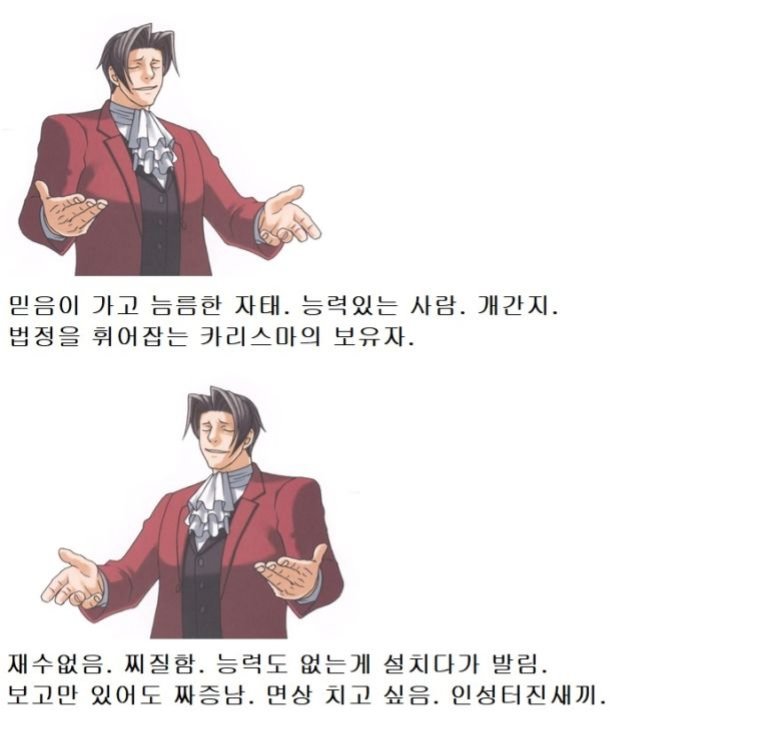 믿음이 가고 늠름한 자태. 능력있는 사람. 개간지.
법정을 휘어잡는 카리스마의 보유자.
재수없음. 찌질함. 능력도 없는게 설치다가 발림.
보고만 있어도 짜증남. 면상 치고 싶음. 인성터진새끼.